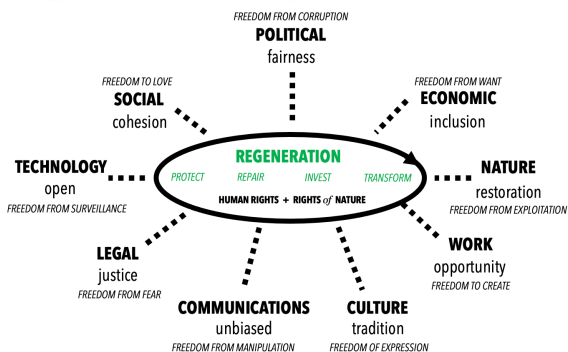 FREEDOM FROM CORRUPTION
POLITICAL
fairness
FREEDOM TO LOVE
SOCIAL
cohesion
FREEDOM FROM WANT
ECONOMIC
inclusion
REGENERATION
PROTECT REPAIR INVEST TRANSFORM
HUMAN RIGHTS + RIGHTS of NATURE
TECHNOLOGY
open
FREEDOM FROM SURVEILLANCE
NATURE
restoration
FREEDOM FROM EXPLOITATION
LEGAL
justice
FREEDOM FROM FEAR
WORK
opportunity
FREEDOM TO CREATE
COMMUNICATIONS
unbiased
FREEDOM FROM MANIPULATION
CULTURE
tradition
FREEDOM OF EXPRESSION